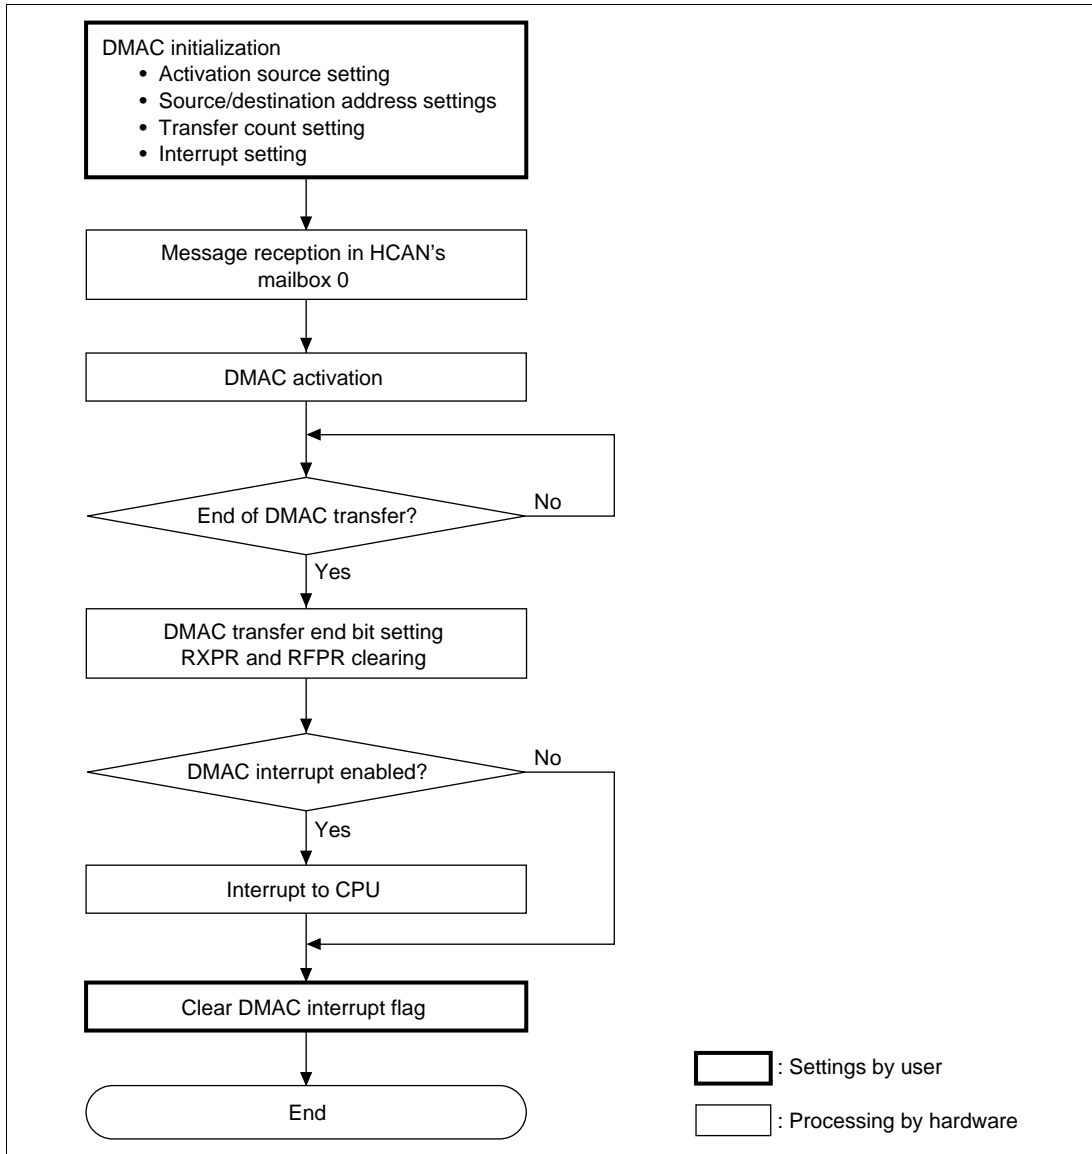 DMAC initialization
• Activation source setting
• Source/destination address settings
• Transfer count setting
• Interrupt setting
Message reception in HCAN's
mailbox 0
DMAC activation
End of DMAC transfer?
No
Yes
DMAC transfer end bit setting
RXPR and RFPR clearing
DMAC interrupt enabled?
No
Yes
Interrupt to CPU
Clear DMAC interrupt flag
End
: Settings by user
: Processing by hardware